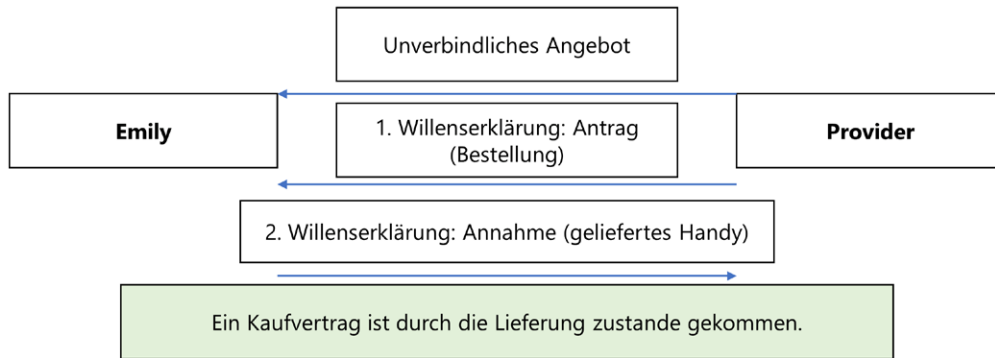 Unverbindliches Angebot
Emily
1. Willenserklärung: Antrag
(Bestellung)
Provider
2. Willenserklärung: Annahme (geliefertes Handy)
Ein Kaufvertrag ist durch die Lieferung zustande gekommen.